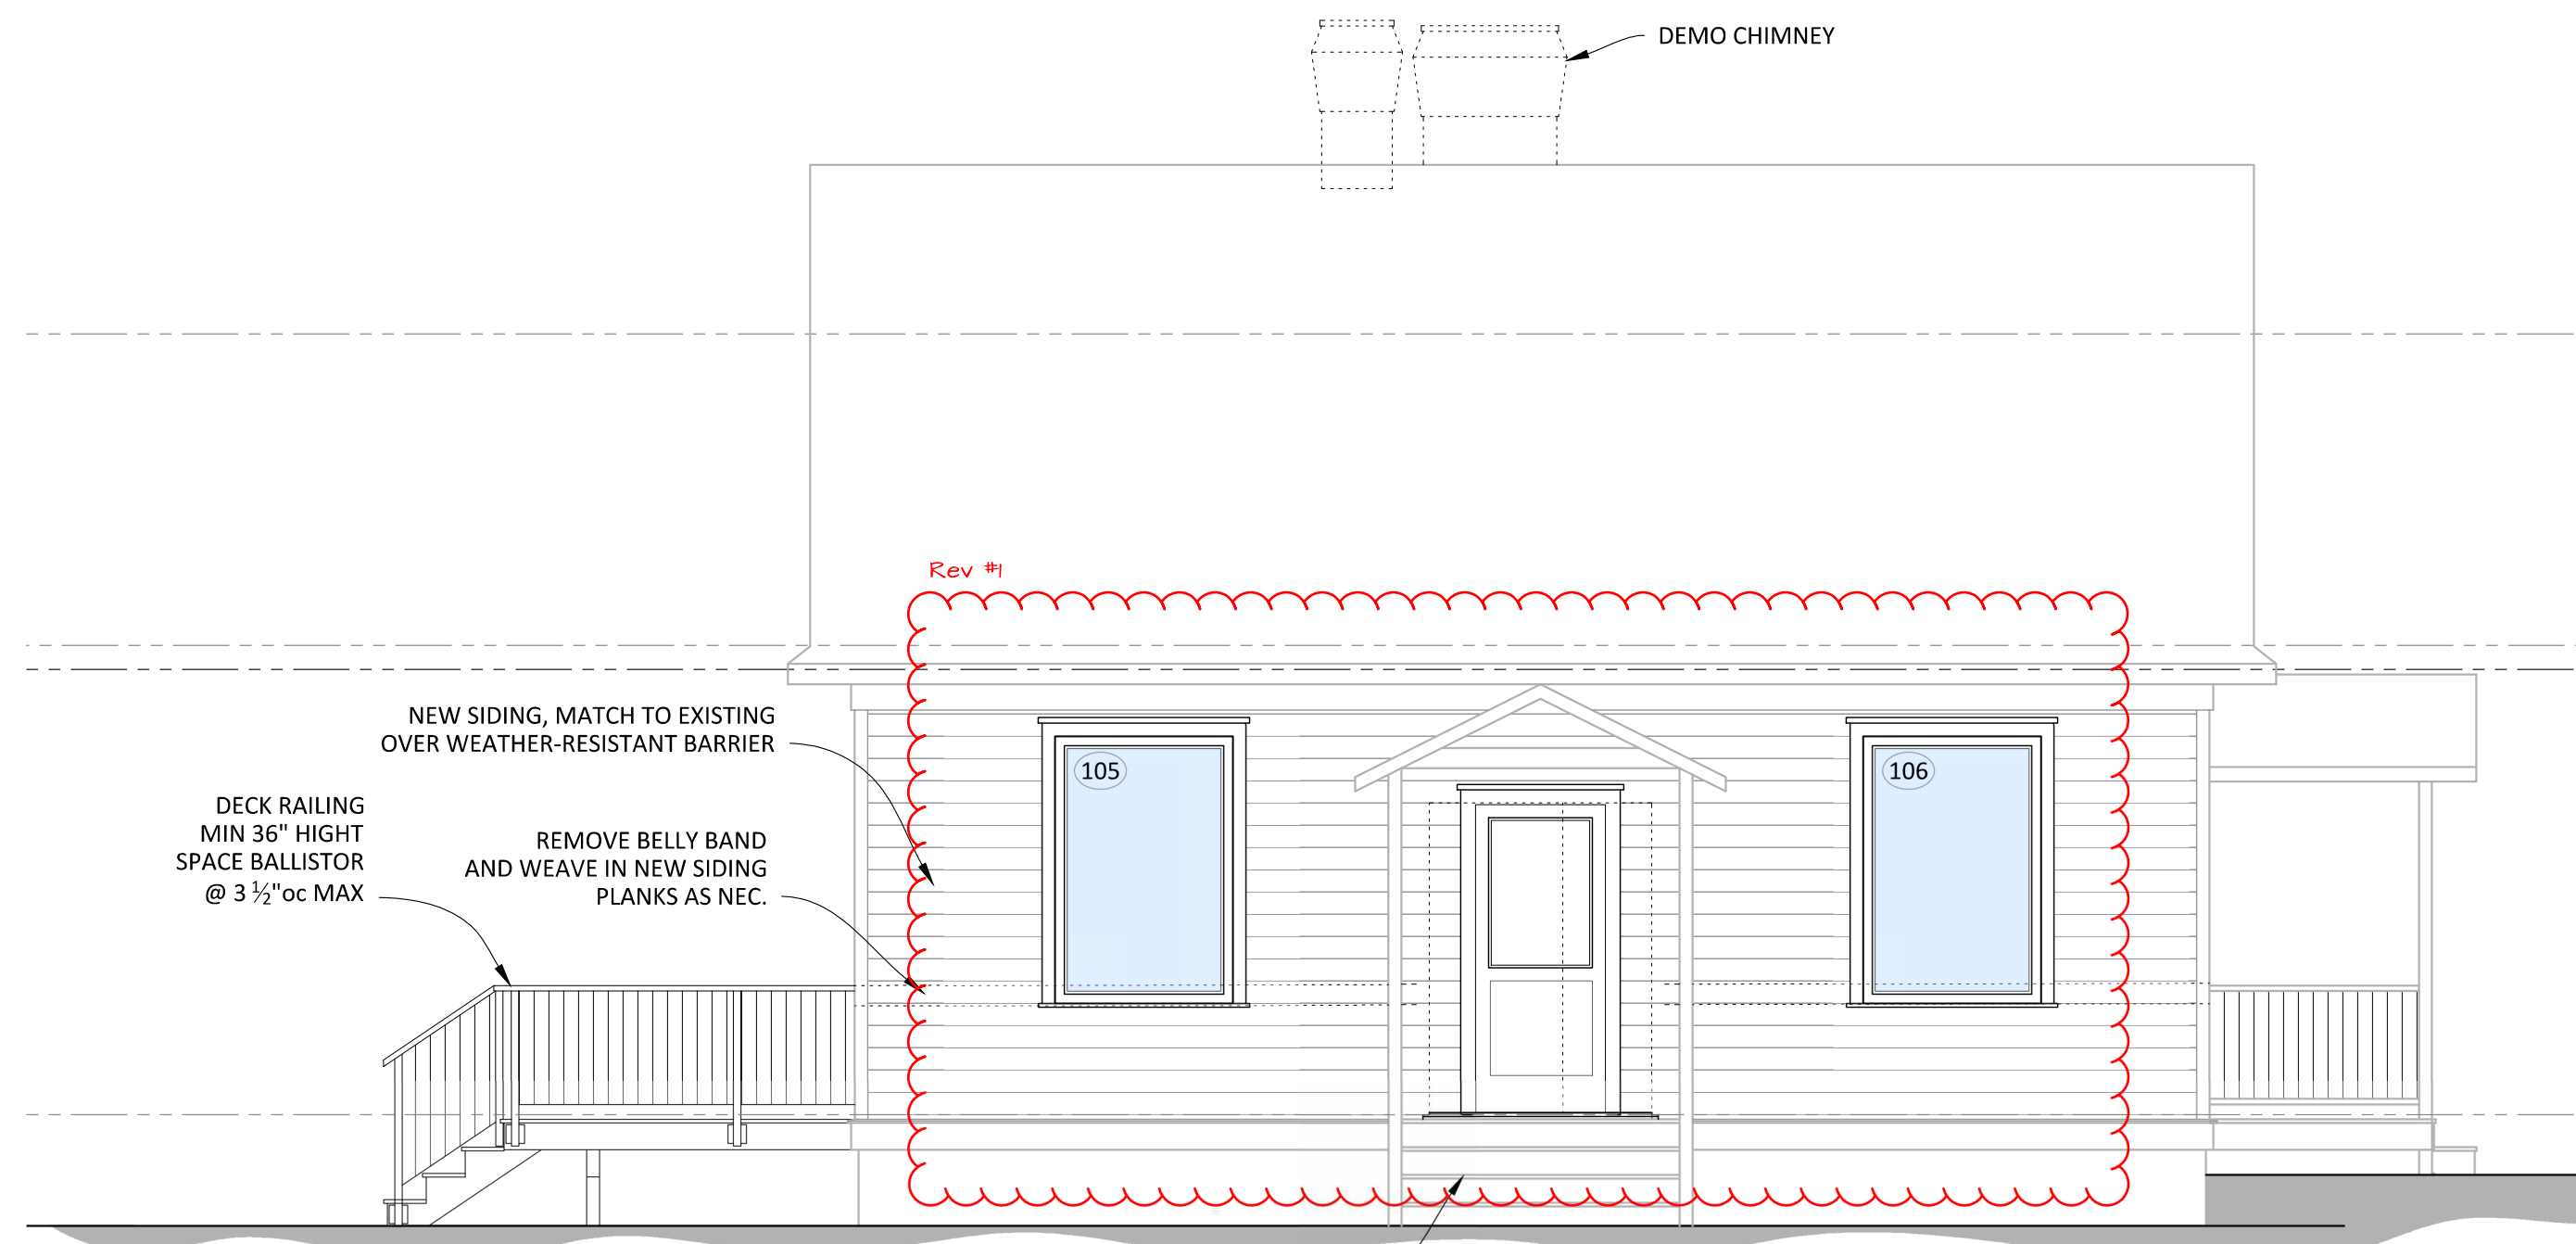 DEMO CHIMNEY
Rev #1
NEW SIDING, MATCH TO EXISTING
OVER WEATHER-RESISTANT BARRIER
105
106
DECK RAILING
MIN 36" HIGHT
SPACE BALLISTOR
@ 3 ½"oc MAX
REMOVE BELLY BAND
AND WEAVE IN NEW SIDING
PLANKS AS NEC.